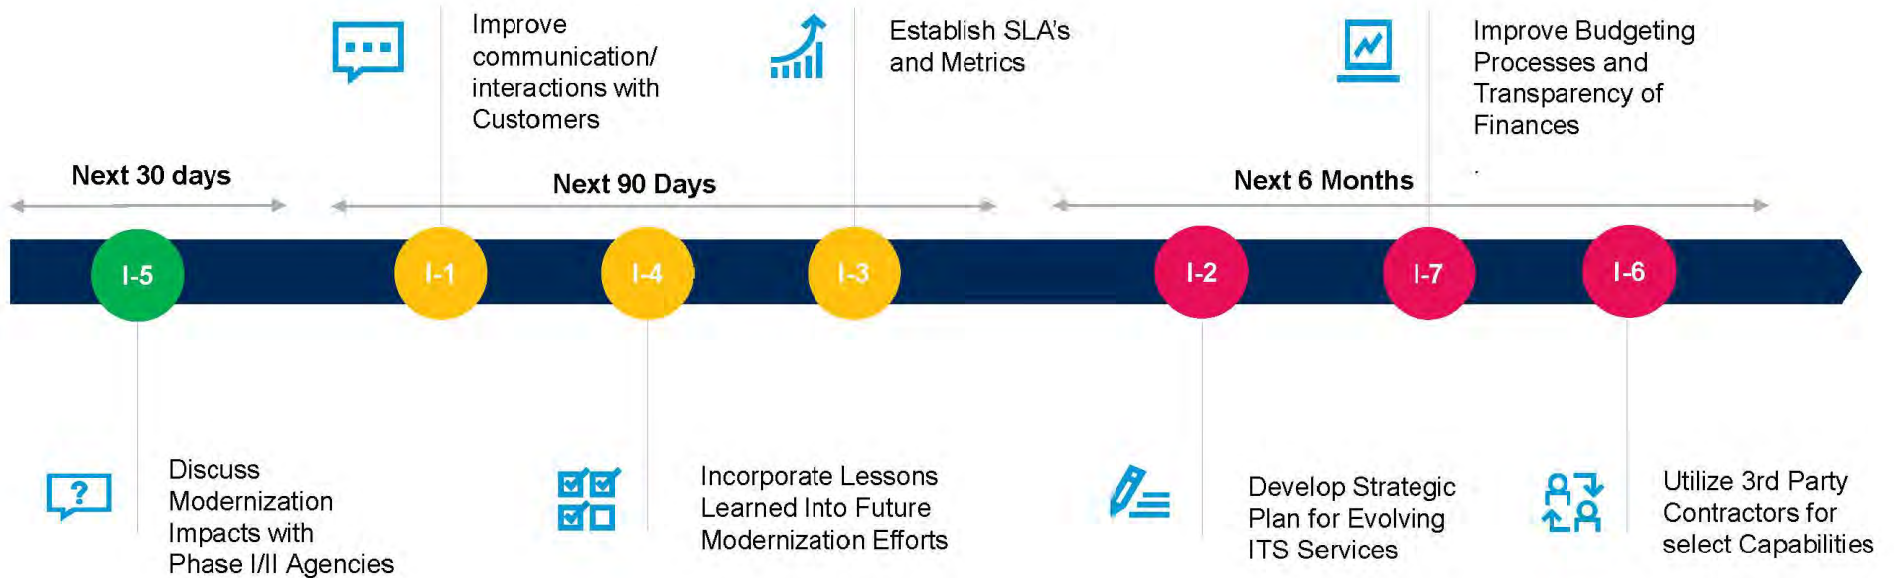 Improve
communication/
interactions with
Customers
Establish SLA's
and Metrics
Improve Budgeting
Processes and
Transparency of
Finances
.
Next 30 days
Next 90 Days
Next 6 Months
I-5
I-1
I-4
I-3
I-2
I-7
I-6
?
Discuss
Modernization
Impacts with
Phase I/II Agencies
Incorporate Lessons
Learned Into Future
Modernization Efforts
Develop Strategic
Plan for Evolving
ITS Services
Utilize 3rd Party
Contractors for
select Capabilities